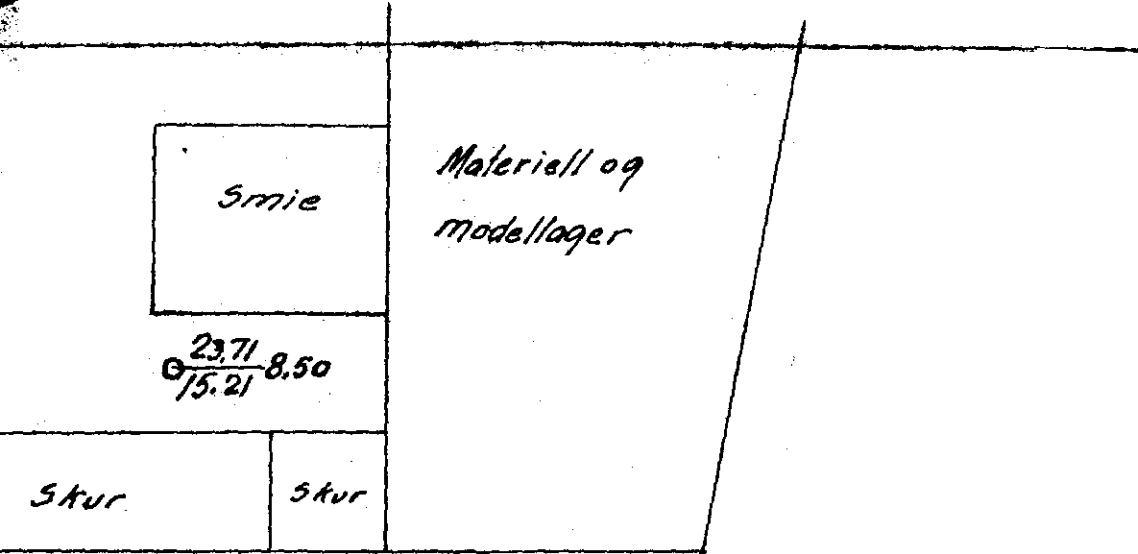 Materiell og
modellager
Smie
23,71
15.21
8.50
Skur
Skur